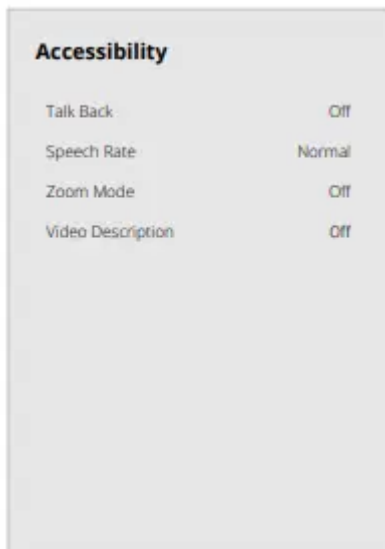 Accessibility
Talk Back Off
Speech Rate Normal
Zoom Mode Off
Video Description Off